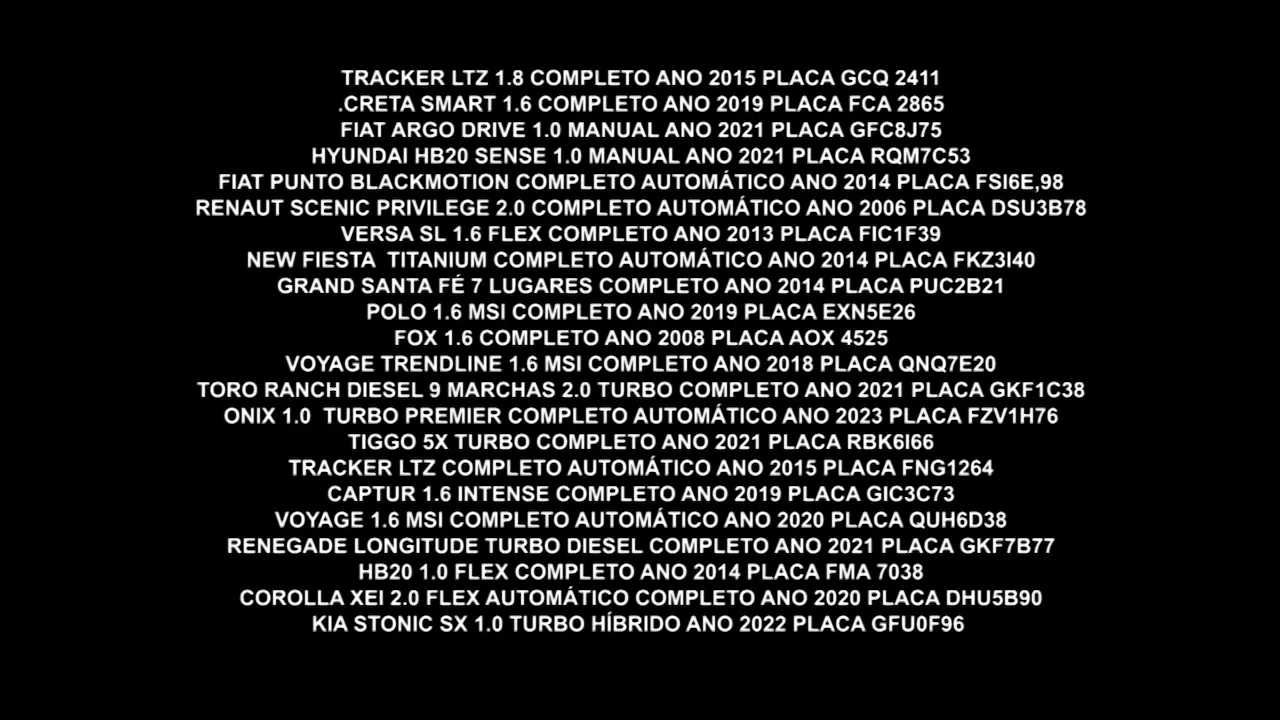 TRACKER LTZ 1.8 COMPLETO ANO 2015 PLACA GCQ 2411
.CRETA SMART 1.6 COMPLETO ANO 2019 PLACA FCA 2865
FIAT ARGO DRIVE 1.0 MANUAL ANO 2021 PLACA GFC8J75
HYUNDAI HB20 SENSE 1.0 MANUAL ANO 2021 PLACA RQM7C53
FIAT PUNTO BLACKMOTION COMPLETO AUTOMÁTICO ANO 2014 PLACA FSI6E,98
RENAUT SCENIC PRIVILEGE 2.0 COMPLETO AUTOMÁTICO ANO 2006 PLACA DSU3B78
VERSA SL 1.6 FLEX COMPLETO ANO 2013 PLACA FIC1F39
NEW FIESTA  TITANIUM COMPLETO AUTOMÁTICO ANO 2014 PLACA FKZ3I40
GRAND SANTA FÉ 7 LUGARES COMPLETO ANO 2014 PLACA PUC2B21
POLO 1.6 MSI COMPLETO ANO 2019 PLACA EXN5E26
FOX 1.6 COMPLETO ANO 2008 PLACA AOX 4525
VOYAGE TRENDLINE 1.6 MSI COMPLETO ANO 2018 PLACA QNQ7E20
TORO RANCH DIESEL 9 MARCHAS 2.0 TURBO COMPLETO ANO 2021 PLACA GKF1C38
ONIX 1.0  TURBO PREMIER COMPLETO AUTOMÁTICO ANO 2023 PLACA FZV1H76
TIGGO 5X TURBO COMPLETO ANO 2021 PLACA RBK6I66
TRACKER LTZ COMPLETO AUTOMÁTICO ANO 2015 PLACA FNG1264
CAPTUR 1.6 INTENSE COMPLETO ANO 2019 PLACA GIC3C73
VOYAGE 1.6 MSI COMPLETO AUTOMÁTICO ANO 2020 PLACA QUH6D38
RENEGADE LONGITUDE TURBO DIESEL COMPLETO ANO 2021 PLACA GKF7B77
HB20 1.0 FLEX COMPLETO ANO 2014 PLACA FMA 7038
COROLLA XEI 2.0 FLEX AUTOMÁTICO COMPLETO ANO 2020 PLACA DHU5B90
KIA STONIC SX 1.0 TURBO HÍBRIDO ANO 2022 PLACA GFU0F96